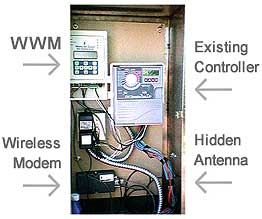 WWM
Existing
Controller
Wireless
Modem
Hidden
Antenna